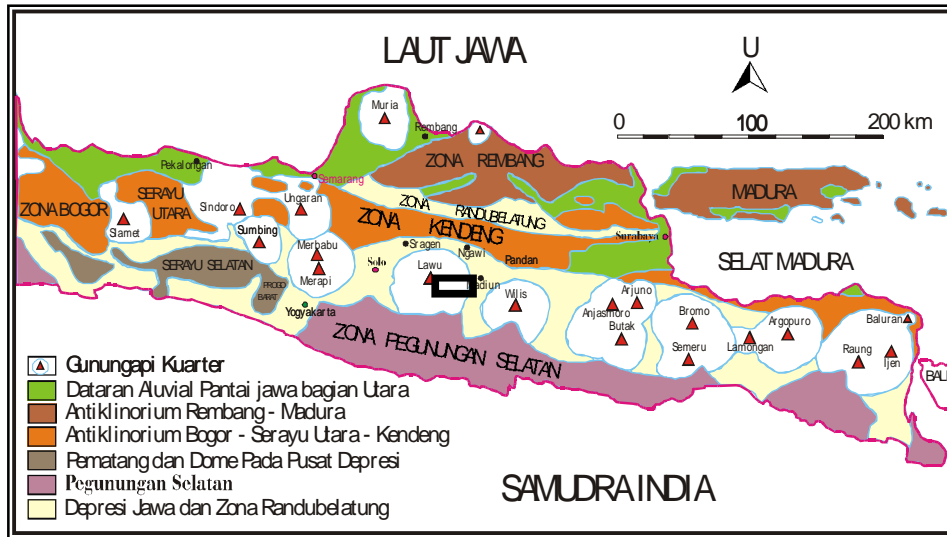 LAUT JAWA
U
0 100 200 km
Muria
Rembang
ZONA REMBANG
Pekalongan
Semarang
MADURA
ZONA BOGOR
SERAYU
UTARA
Sindoro
Ungaran
ZONA RANDUBELATUNG
Slamet
Sumbing
ZONA KENDENG
Surabaya
Merbabu
Sragen
Ngawi
Pandan
SELAT MADURA
SERAYU SELATAN
Solo
Lawu
Merapi
Madiun
PROGO
BARAT
Wilis
Arjuno
Yogyakarta
Anjasmoro
Butak
Bromo
Argopuro
Baluran
ZONA PEGUNUNGAN SELATAN
Semeru
Lamongan
Raung
Ijen
BALI
Gunungapi Kuarter
Dataran Aluvial Pantai jawa bagian Utara
Antiklinorium Rembang - Madura
Antiklinorium Bogor - Serayu Utara - Kendeng
Pematang dan Dome Pada Pusat Depresi
Pegunungan Selatan
Depresi Jawa dan Zona Randubelatung
SAMUDRA INDIA